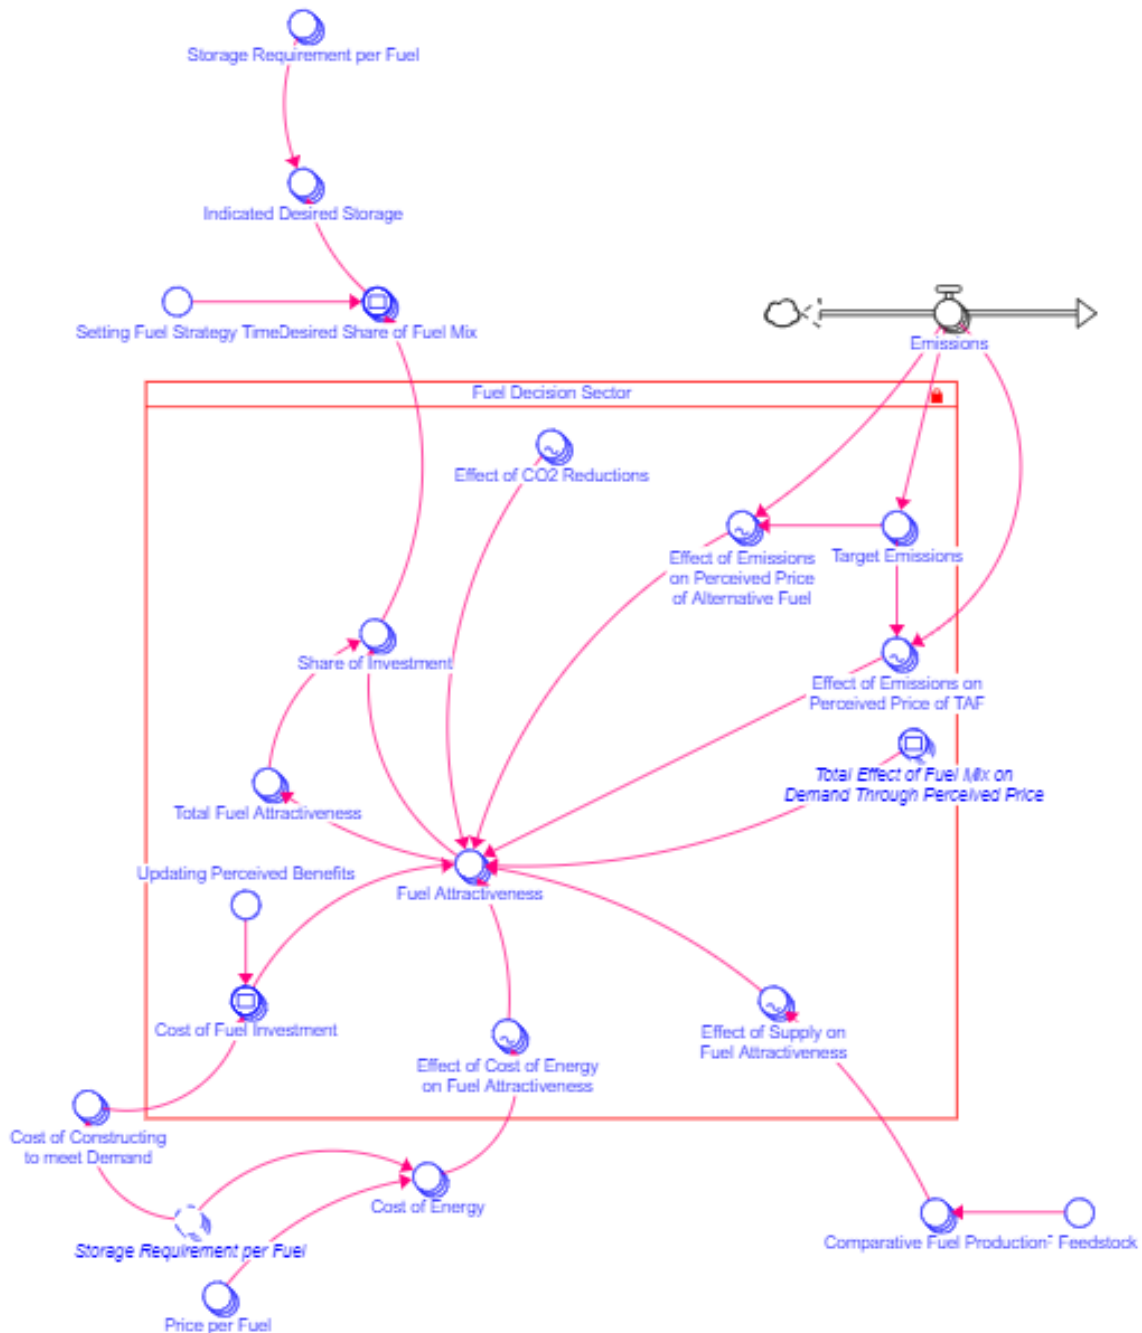 Storage Requirement per Fuel
Indicated Desired Storage
Setting Fuel Strategy Time
Desired Share of Fuel Mix
Emissions
Fuel Decision Sector
Effect of CO2 Reductions
Effect of Emissions
on Perceived Price
of Alternative Fuel
Target Emissions
Share of Investment
Effect of Emissions on
Perceived Price of TAF
Total Effect of Fuel Mix on
Demand Through Perceived Price
Total Fuel Attractiveness
Updating Perceived Benefits
Fuel Attractiveness
Cost of Fuel Investment
Effect of Cost of Energy
on Fuel Attractiveness
Effect of Supply on
Fuel Attractiveness
Cost of Constructing
to meet Demand
Cost of Energy
Storage Requirement per Fuel
Comparative Fuel Production
Feedstock
Price per Fuel